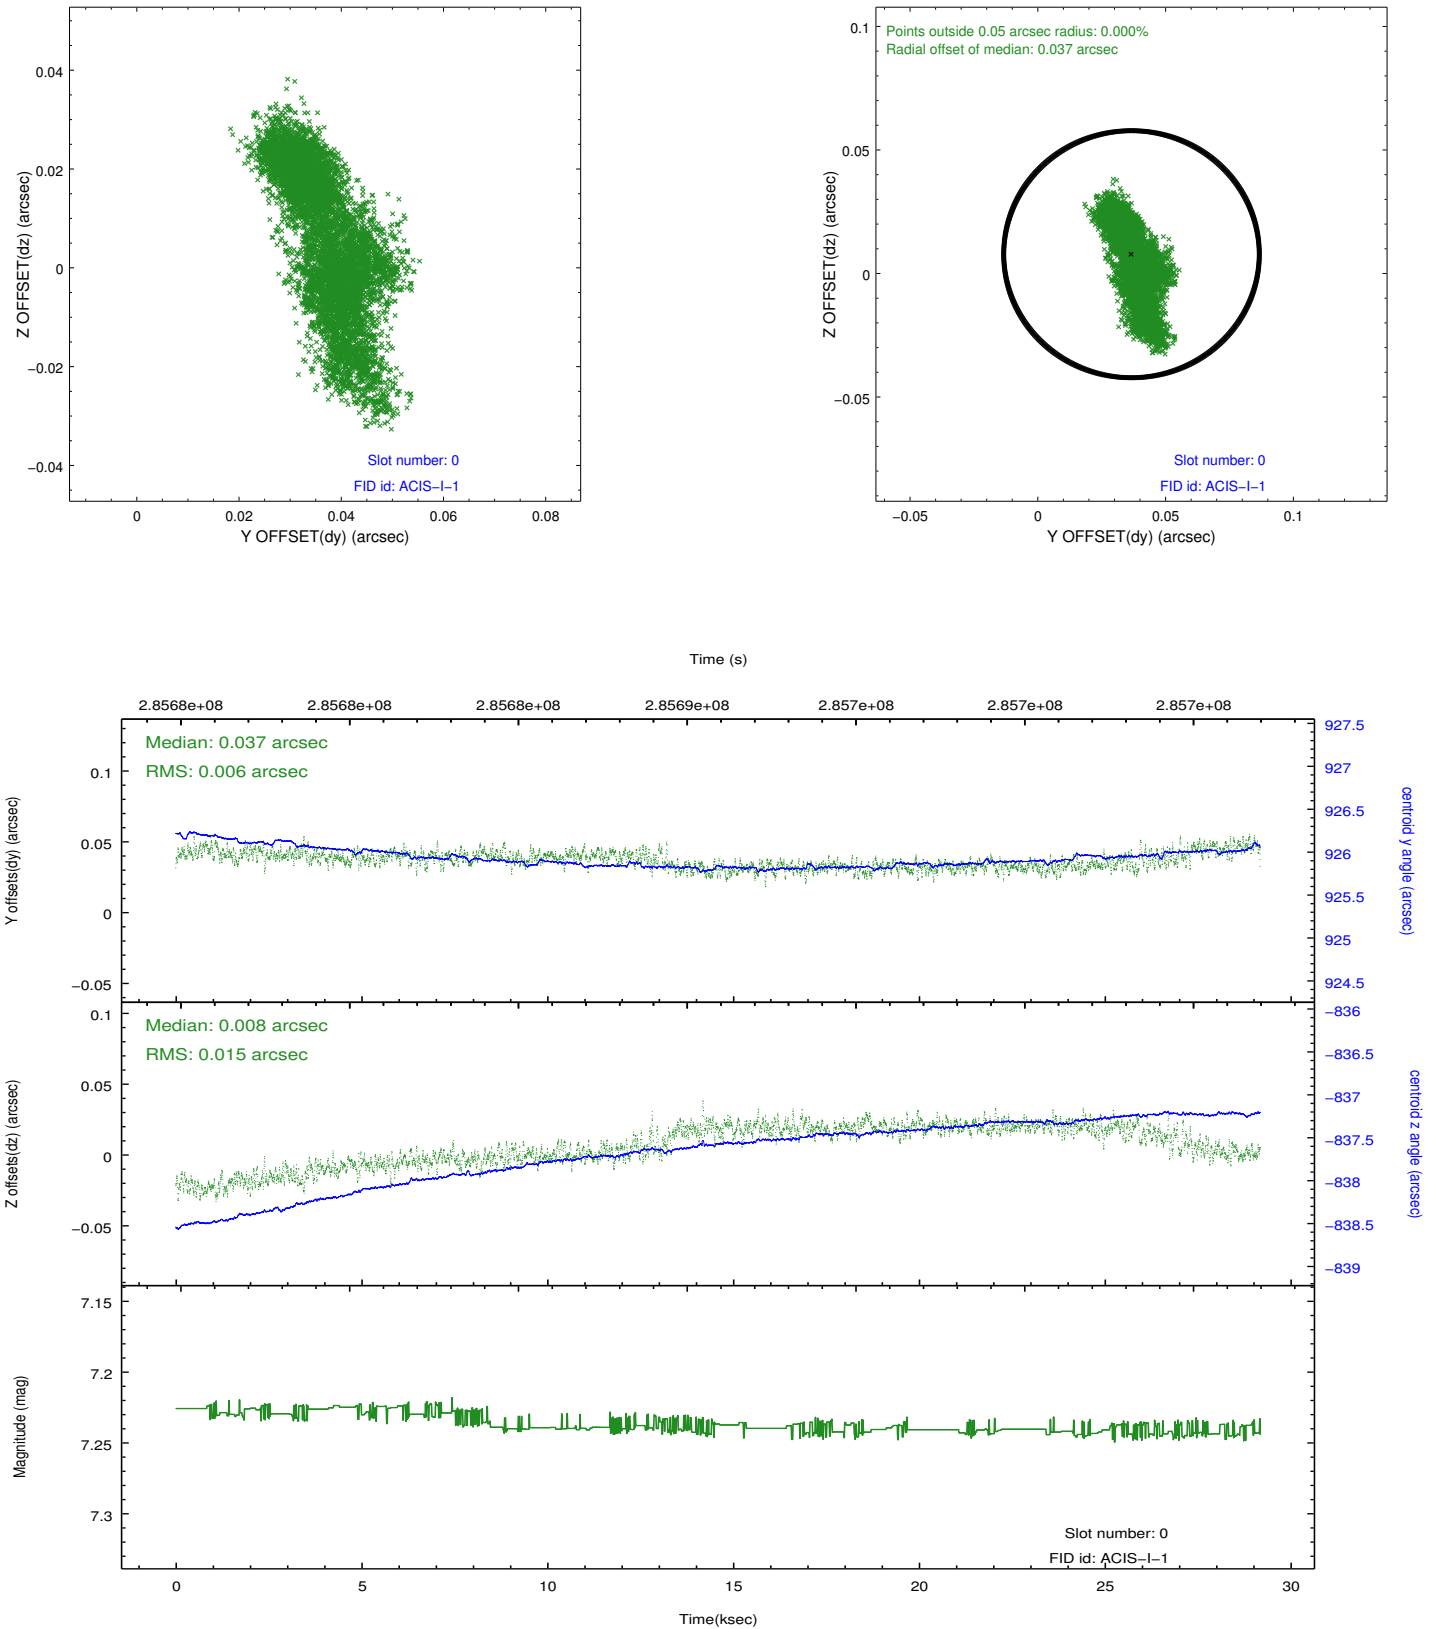 0.04
0.02
0
−0.02
−0.04
Z OFFSET(dz) (arcsec)
Slot number: 0
FID id: ACIS−I−1
0 0.02 0.04 0.06 0.08
Y OFFSET(dy) (arcsec)
Points outside 0.05 arcsec radius: 0.000%
Radial offset of median: 0.037 arcsec
0.1
0.05
0
−0.05
Z OFFSET(dz) (arcsec)
Slot number: 0
FID id: ACIS−I−1
−0.05 0 0.05 0.1
Y OFFSET(dy) (arcsec)
Time (s)
2.8568e+08 2.8568e+08 2.8568e+08 2.8569e+08 2.857e+08 2.857e+08 2.857e+08
Median: 0.037 arcsec
RMS: 0.006 arcsec
0.1
0.05
0
−0.05
Y offsets(dy) (arcsec)
927.5
927
926.5
926
925.5
925
924.5
centroid y angle (arcsec)
Median: 0.008 arcsec
RMS: 0.015 arcsec
0.1
0.05
0
−0.05
Z offsets(dz) (arcsec)
−836
−836.5
−837
−837.5
−838
−838.5
−839
centroid z angle (arcsec)
7.15
7.2
7.25
7.3
Magnitude (mag)
Slot number: 0
FID id: ACIS−I−1
0 5 10 15 20 25 30
Time(ksec)